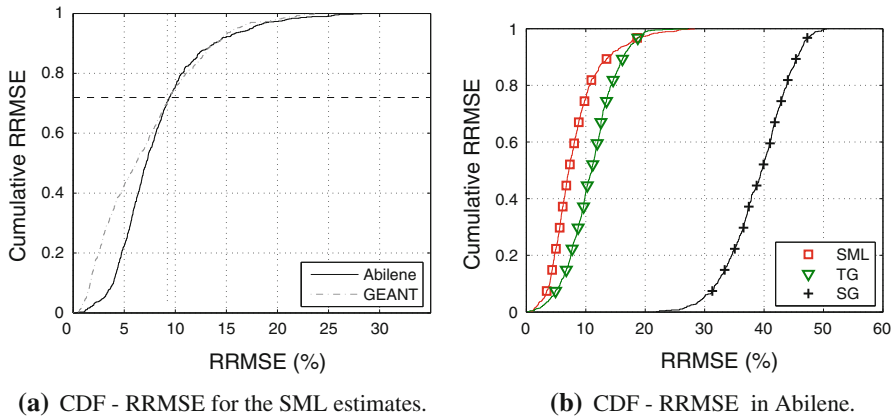 Cumulative RRMSE
1
0.8
0.6
0.4
0.2
0
0
5
10
15
20
25
30
RRMSE (%)
Abilene
GEANT
(a) CDF - RRMSE for the SML estimates.
Cumulative RRMSE
1
0.8
0.6
0.4
0.2
0
0
10
20
30
40
50
60
RRMSE (%)
SML
TG
SG
(b) CDF - RRMSE in Abilene.